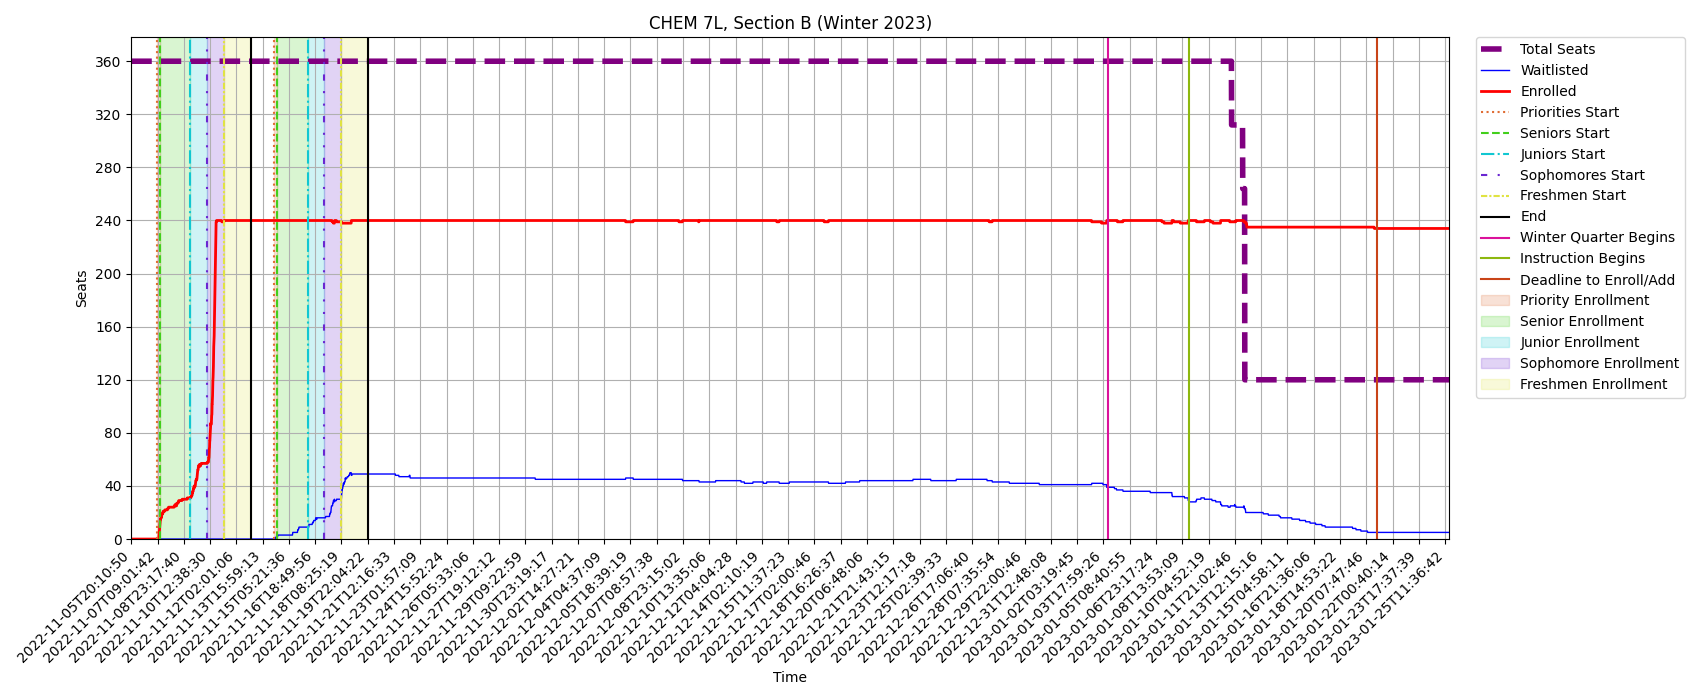 CHEM 7L, Section B (Winter 2023)
Seats
360
320
280
240
200
160
120
80
40
0
2022-11-05T20:10:50
2022-11-07T09:01:42
2022-11-08T23:17:40
2022-11-10T12:38:30
2022-11-12T02:01:06
2022-11-13T15:59:13
2022-11-15T05:21:36
2022-11-16T18:49:56
2022-11-18T08:25:19
2022-11-19T22:04:22
2022-11-21T12:16:33
2022-11-23T01:57:09
2022-11-24T15:52:24
2022-11-26T05:33:06
2022-11-27T19:12:12
2022-11-29T09:22:59
2022-11-30T23:19:17
2022-12-02T14:27:21
2022-12-04T04:37:09
2022-12-05T18:39:19
2022-12-07T08:57:38
2022-12-08T23:15:02
2022-12-10T13:35:06
2022-12-12T04:04:28
2022-12-14T02:10:19
2022-12-15T11:37:23
2022-12-17T02:00:46
2022-12-18T16:26:37
2022-12-20T06:48:06
2022-12-21T21:43:15
2022-12-23T12:17:18
2022-12-25T02:39:33
2022-12-26T17:06:40
2022-12-28T07:35:54
2022-12-29T22:00:46
2022-12-31T12:48:08
2023-01-02T03:19:45
2023-01-03T17:59:26
2023-01-05T08:40:55
2023-01-06T23:17:24
2023-01-08T13:53:09
2023-01-10T04:52:19
2023-01-11T21:02:46
2023-01-13T12:15:16
2023-01-15T04:58:11
2023-01-16T21:36:06
2023-01-18T14:53:22
2023-01-20T07:47:46
2023-01-22T00:40:14
2023-01-23T17:37:39
2023-01-25T11:36:42
Time
Total Seats
Waitlisted
Enrolled
Priorities Start
Seniors Start
Juniors Start
Sophomores Start
Freshmen Start
End
Winter Quarter Begins
Instruction Begins
Deadline to Enroll/Add
Priority Enrollment
Senior Enrollment
Junior Enrollment
Sophomore Enrollment
Freshmen Enrollment